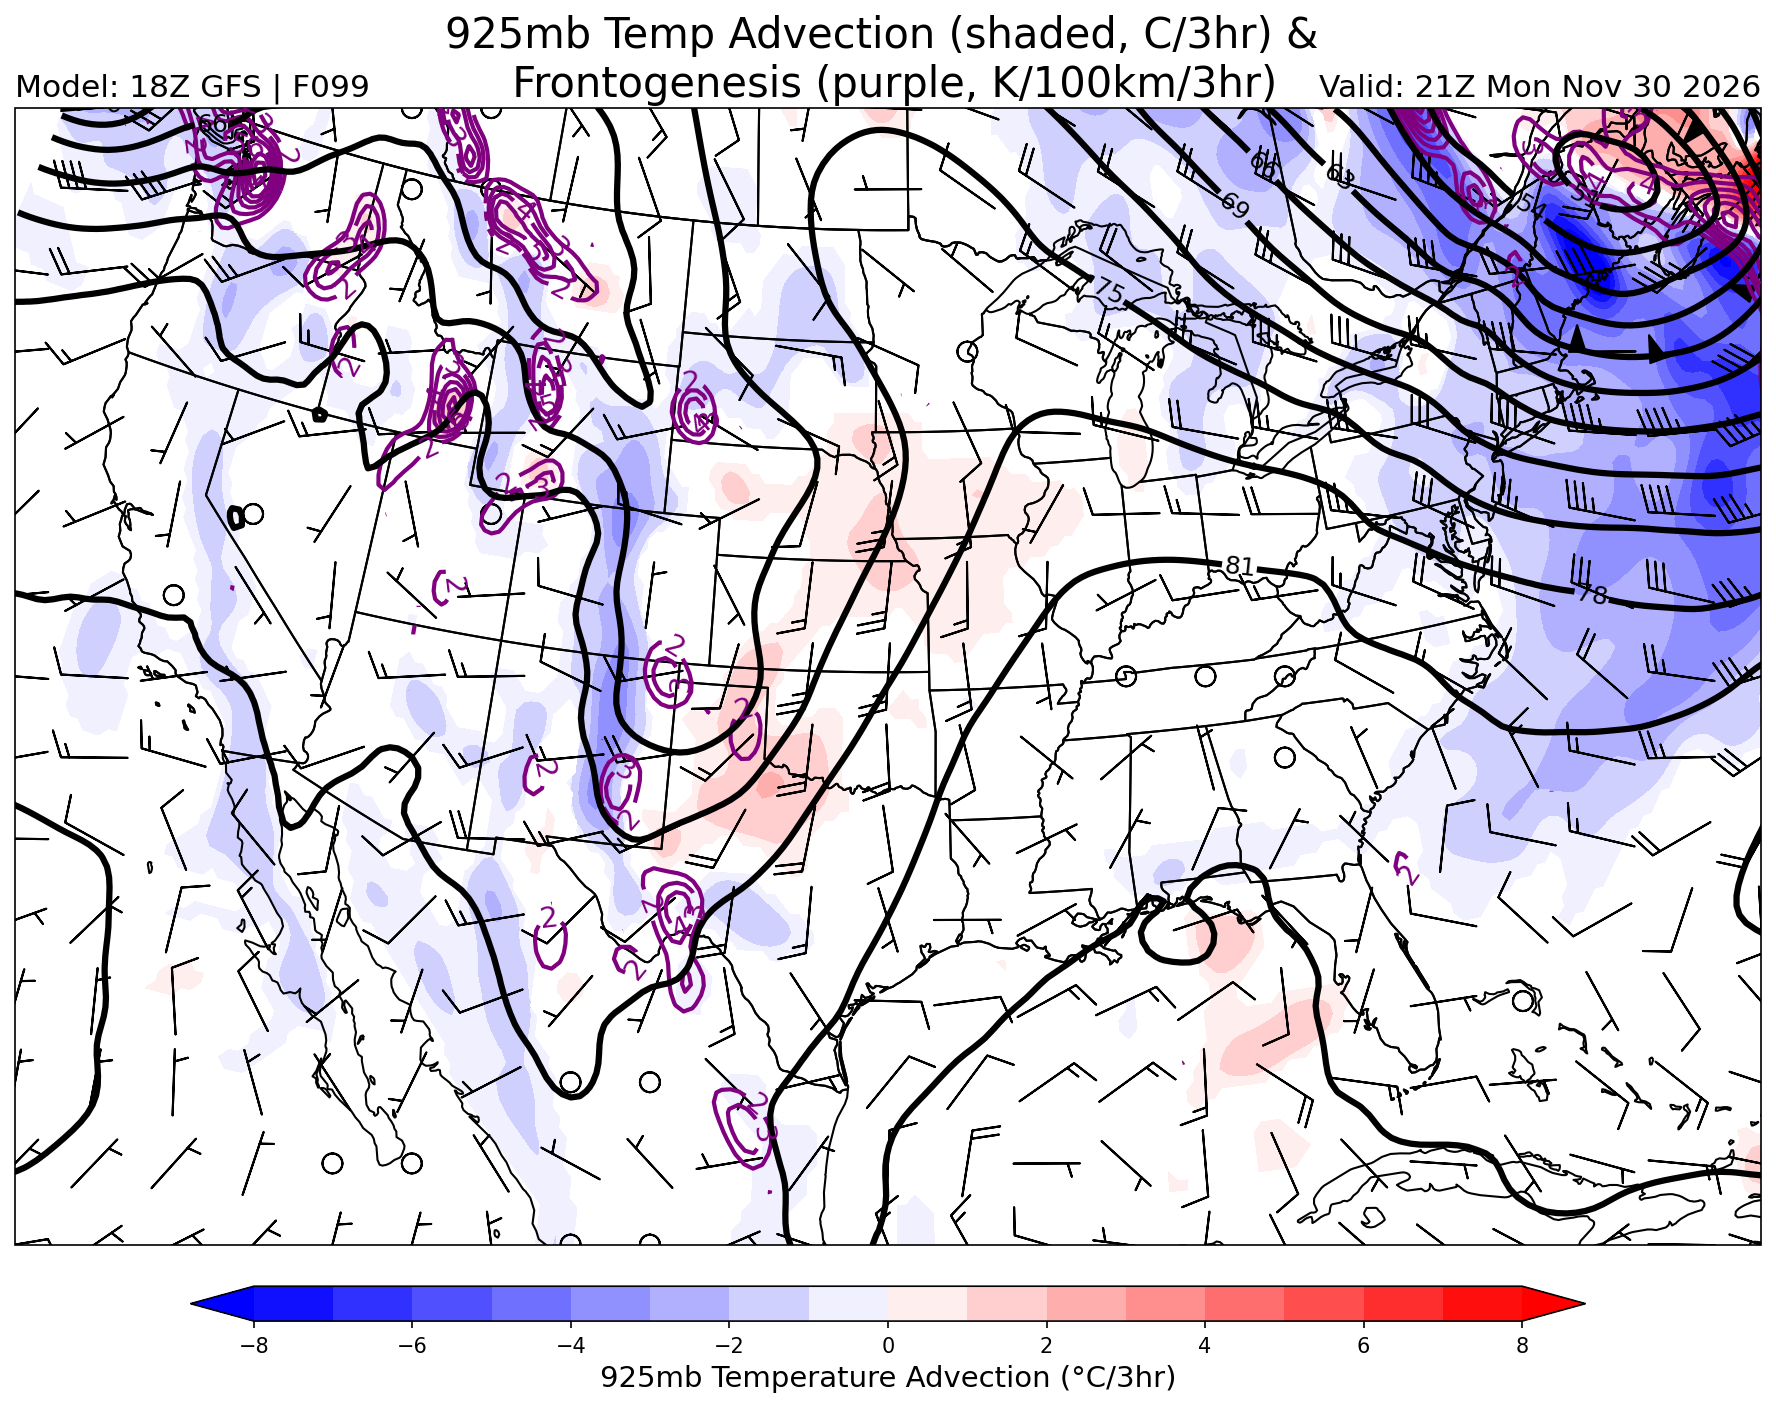 925mb Temp Advection (shaded, C/3hr) &
Model: 18Z GFS | F099
Frontogenesis (purple, K/100km/3hr)
Valid: 21Z Mon Nov 30 2026
66
66
63
54
69
75
81
78
−8 −6 −4 −2 0 2 4 6 8
925mb Temperature Advection (°C/3hr)